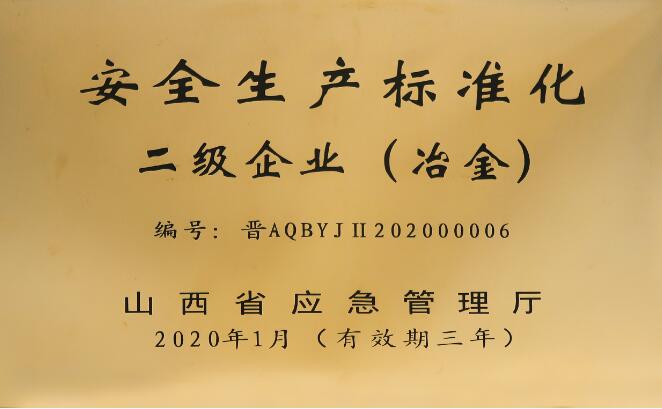 安全生产标准化
二级企业（冶金）
编号：晋AQBYJⅡ202000006
山西省应急管理厅
2020年1月（有效期三年）